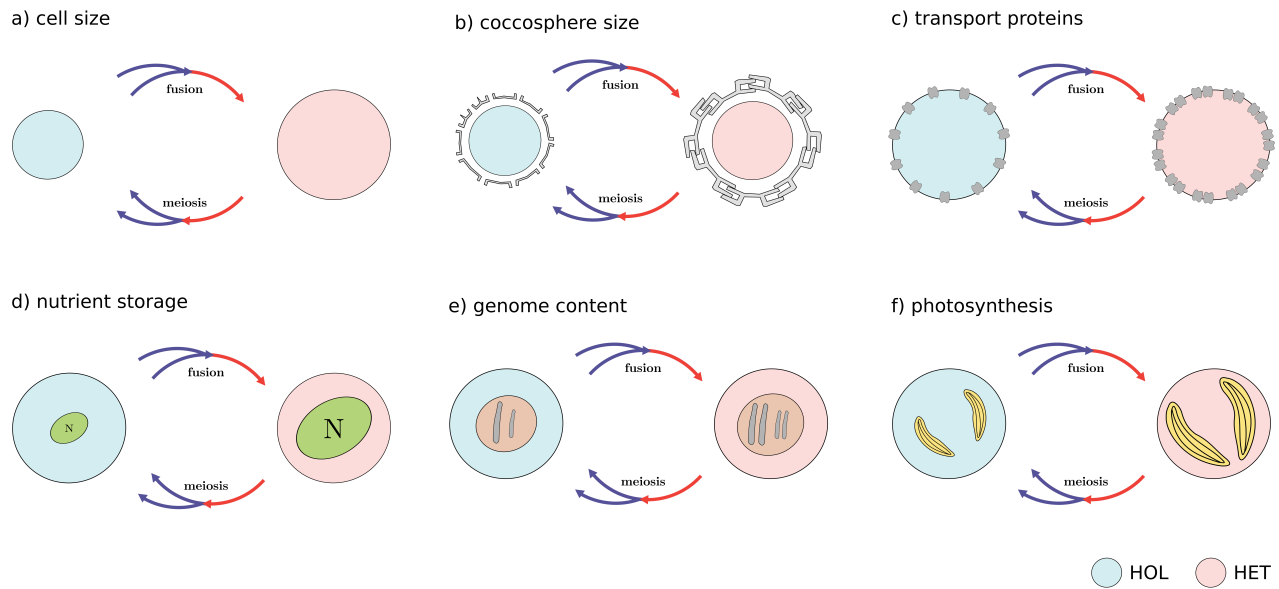 a) cell size
fusion
meiosis
b) coccosphere size
fusion
meiosis
c) transport proteins
fusion
meiosis
d) nutrient storage
fusion
N
N
meiosis
e) genome content
fusion
meiosis
f) photosynthesis
fusion
meiosis
HOL
HET